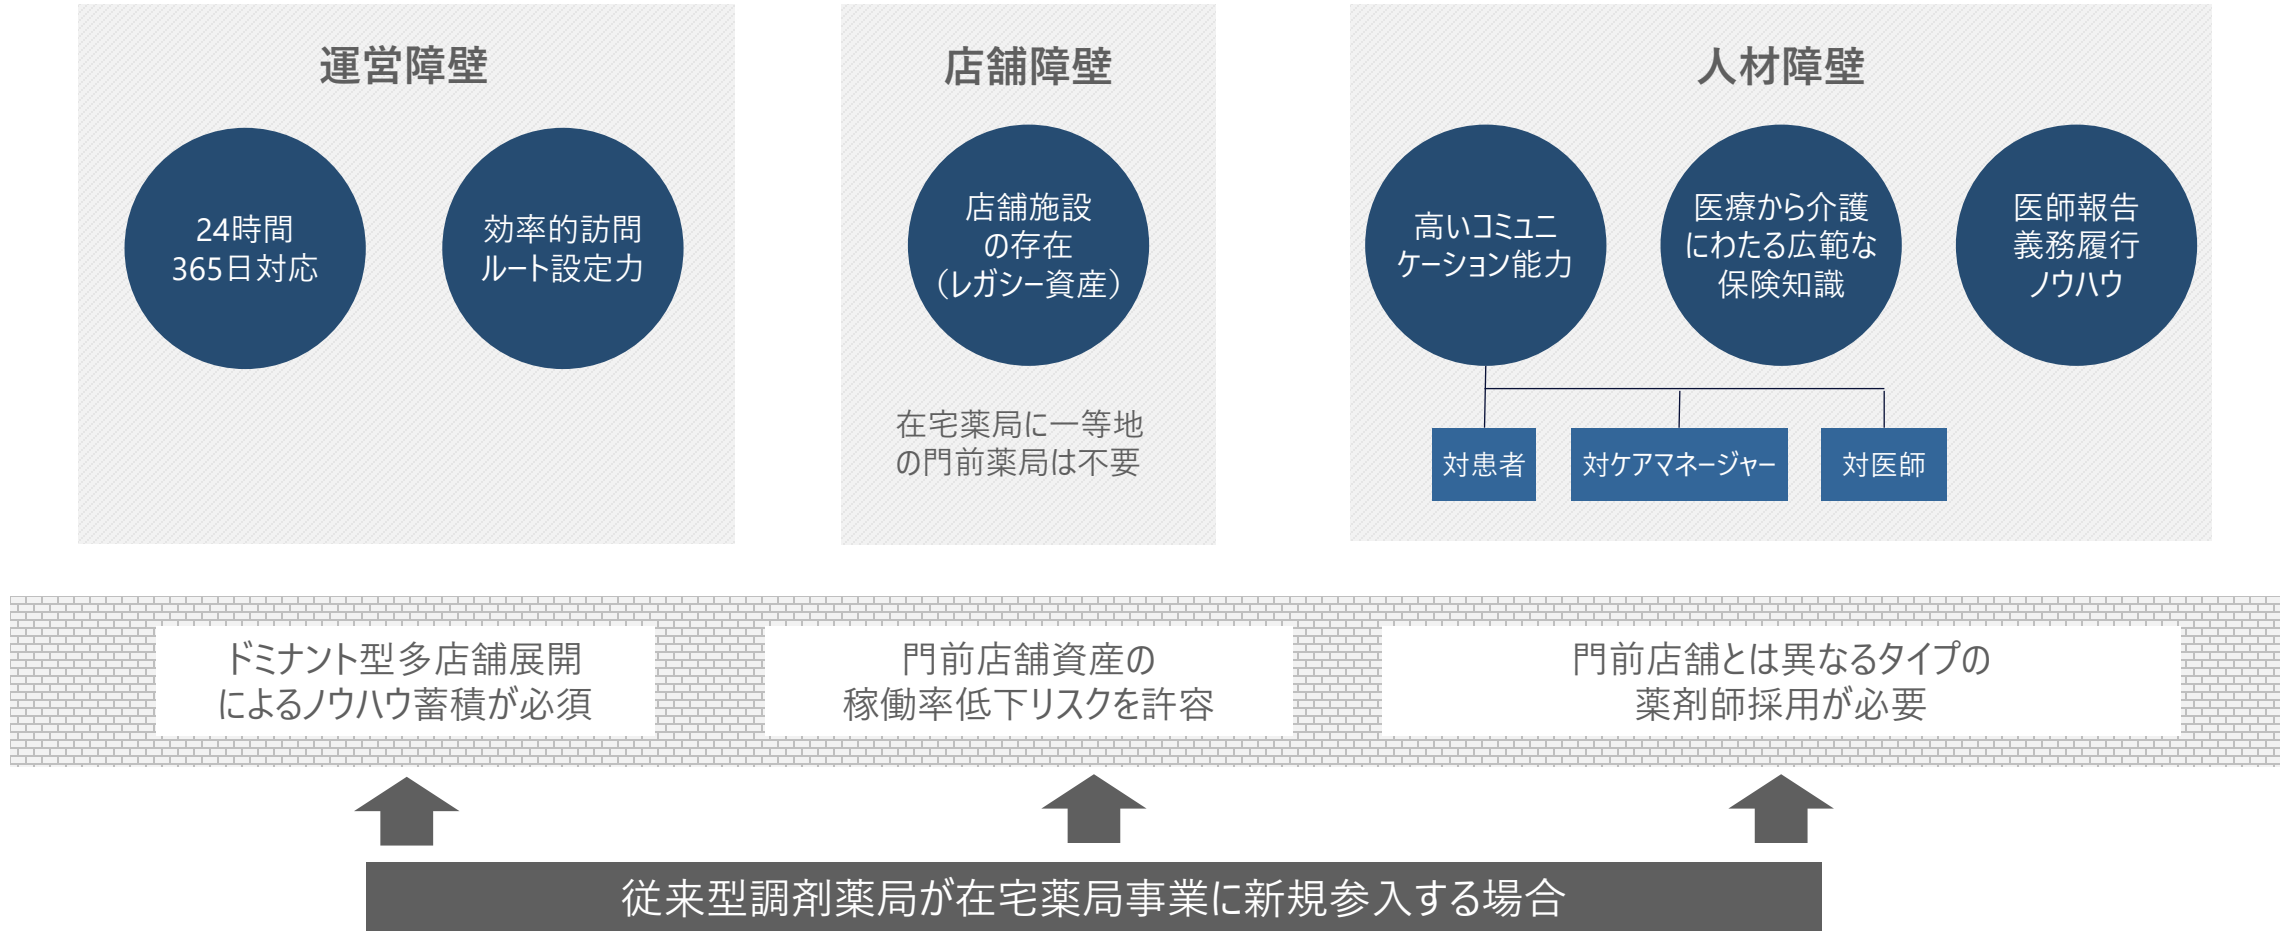 運営障壁
24時間
365日対応
効率的訪問
ルート設定力
店舗障壁
店舗施設
の存在
（レガシー資産）
在宅薬局に一等地
の門前薬局は不要
人材障壁
高いコミュニ
ケーション能力
医療から介護
にわたる広範な
保険知識
医師報告
義務履行
ノウハウ
対患者
対ケアマネージャー
対医師
ドミナント型多店舗展開
によるノウハウ蓄積が必須
門前店舗資産の
稼働率低下リスクを許容
門前店舗とは異なるタイプの
薬剤師採用が必要
従来型調剤薬局が在宅薬局事業に新規参入する場合